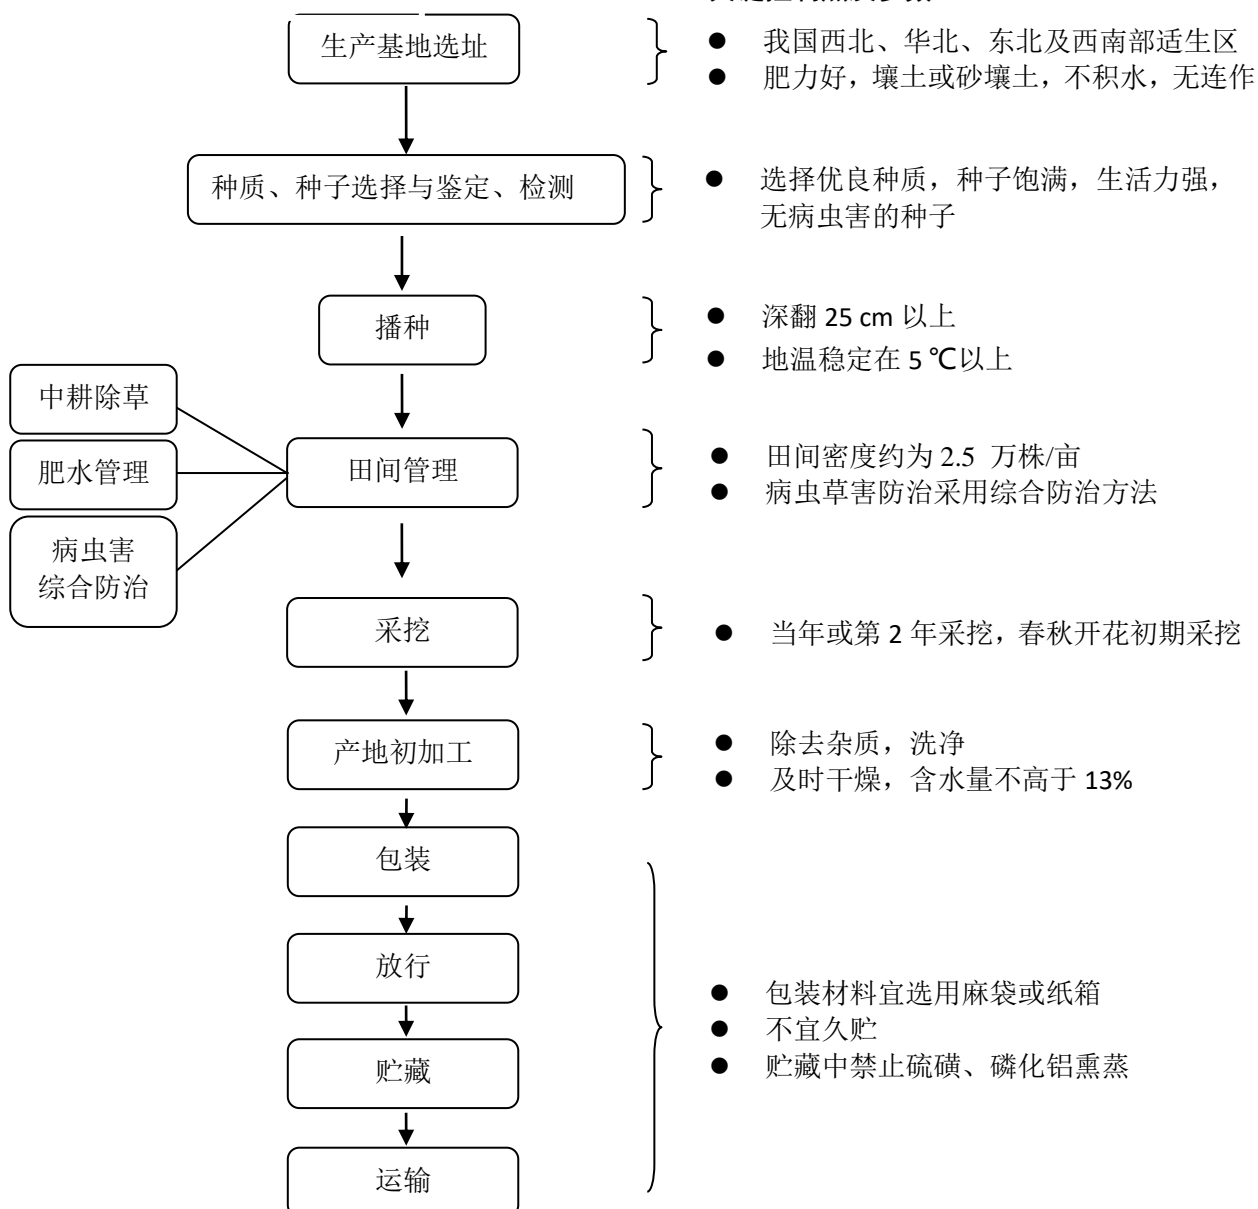 生产基地选址
我国西北、华北、东北及西南部适生区
肥力好，壤土或砂壤土，不积水，无连作
种质、种子选择与鉴定、检测
选择优良种质，种子饱满，生活力强，
无病虫害的种子
播种
深翻 25 cm 以上
地温稳定在 5 ℃以上
中耕除草
肥水管理
病虫害
综合防治
田间管理
田间密度约为 2.5 万株/亩
病虫草害防治采用综合防治方法
采挖
当年或第 2 年采挖，春秋开花初期采挖
产地初加工
除去杂质，洗净
及时干燥，含水量不高于 13%
包装
放行
贮藏
运输
包装材料宜选用麻袋或纸箱
不宜久贮
贮藏中禁止硫磺、磷化铝熏蒸